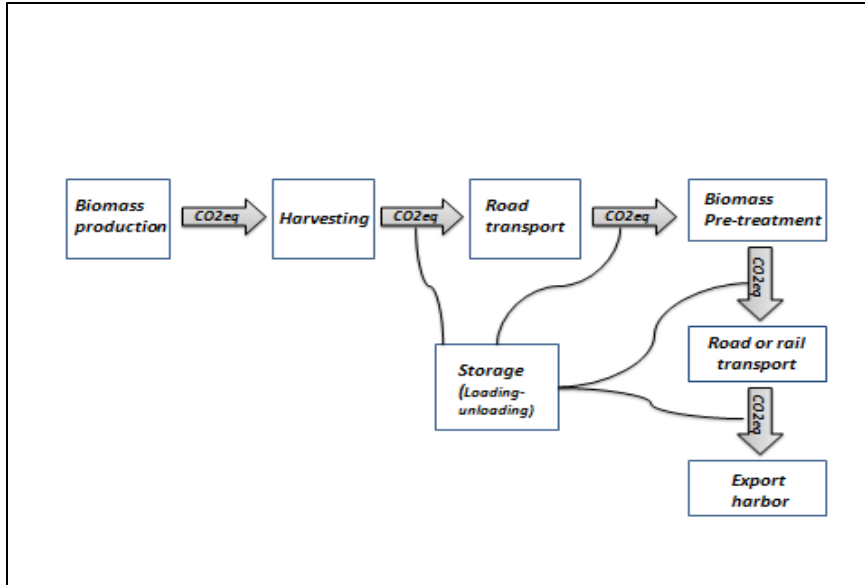 Biomass
production
CO2eq
Harvesting
CO2eq
Road
transport
CO2eq
Biomass
Pre-treatment
CO2eq
Road or rail
transport
CO2eq
Export
harbor
Storage
(Loading-
unloading)